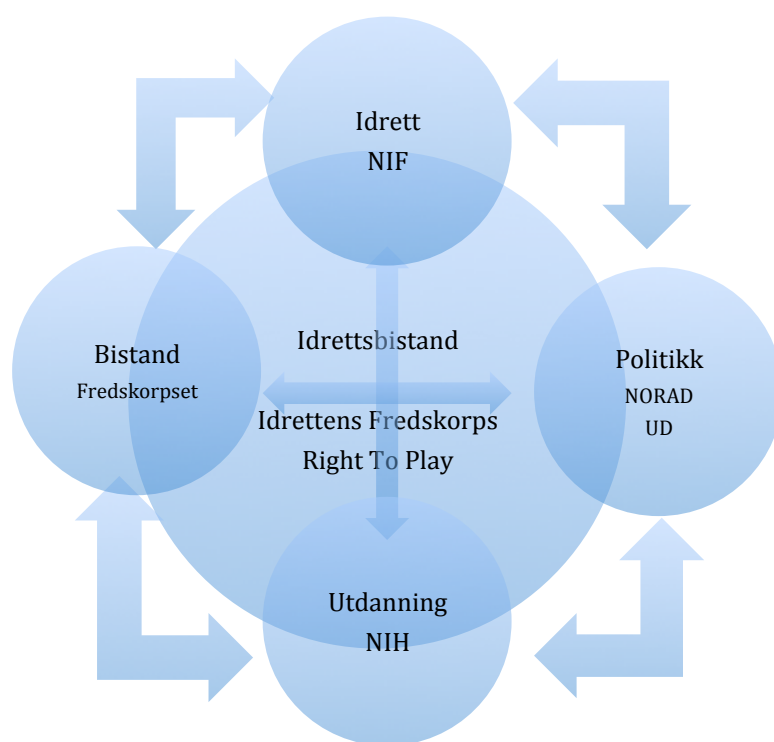 Idrett
NIF
Bistand
Fredskorpset
Idrettsbistand
Idrettens Fredskorps
Right To Play
Politikk
NORAD
UD
Utdanning
NIH